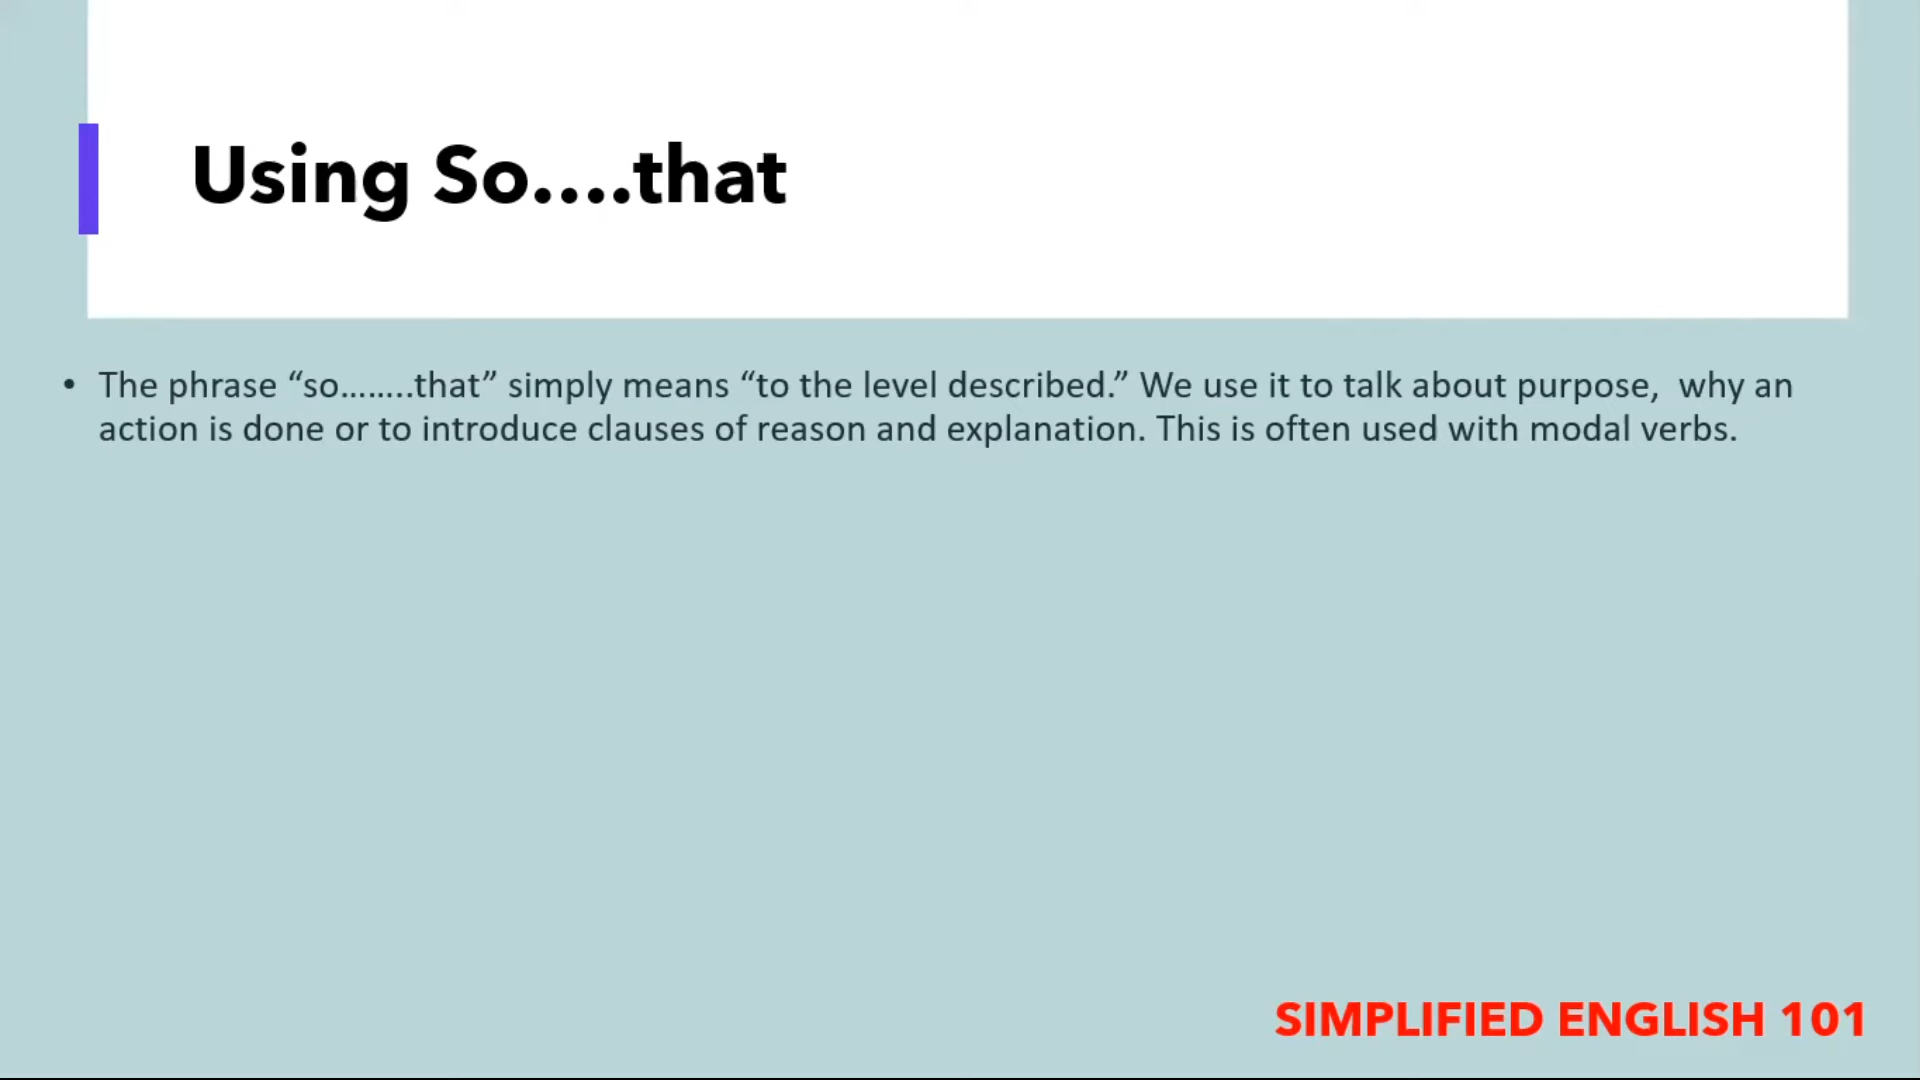 Using So....that
• The phrase “so........that” simply means “to the level described.” We use it to talk about purpose,  why an
action is done or to introduce clauses of reason and explanation. This is often used with modal verbs.
SIMPLIFIED ENGLISH 101